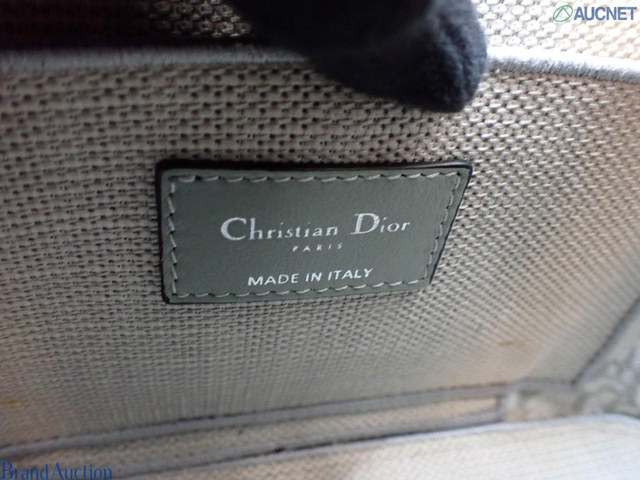 AUCNET
Christian Dior
PARIS
MADE IN ITALY
BRAND AUCTION